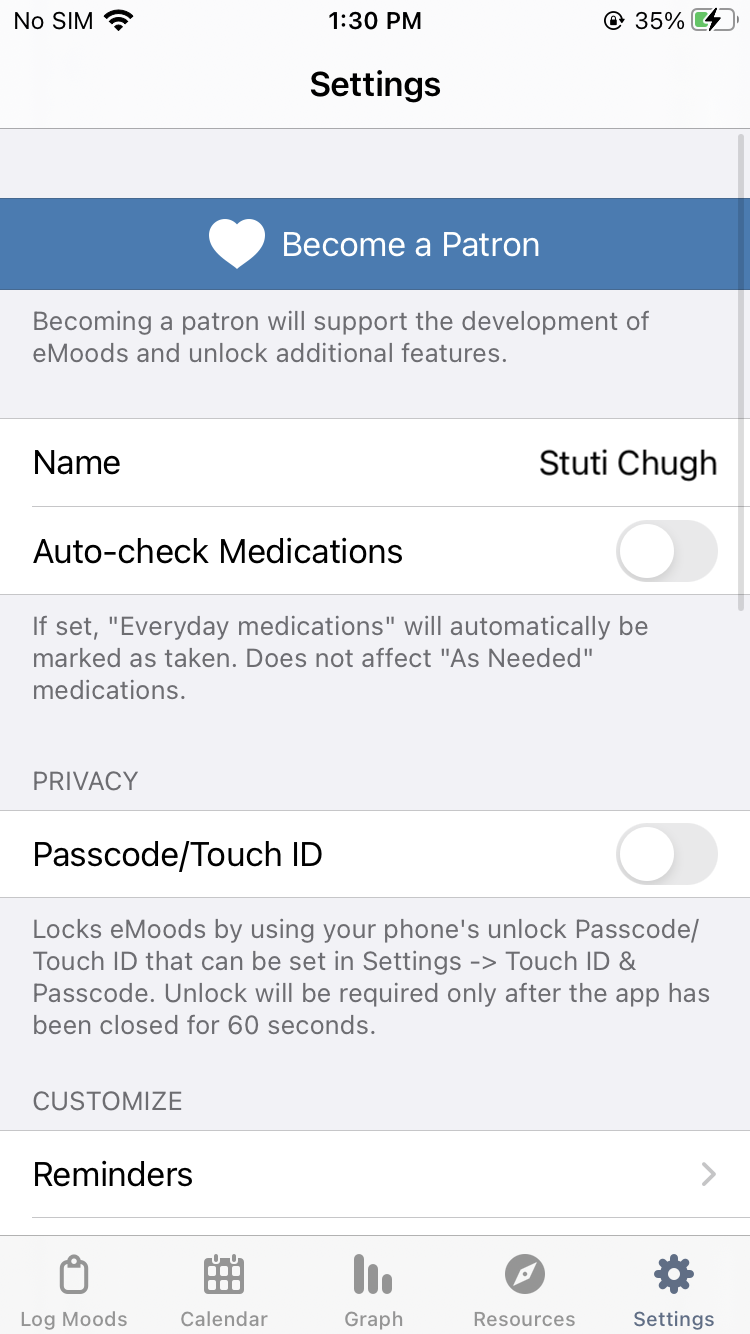 No SIM 1:30 PM 35%
Settings
Become a Patron
Becoming a patron will support the development of
eMoods and unlock additional features.
Name Stuti Chugh
Auto-check Medications
If set, "Everyday medications" will automatically be
marked as taken. Does not affect "As Needed"
medications.
PRIVACY
Passcode/Touch ID
Locks eMoods by using your phone's unlock Passcode/
Touch ID that can be set in Settings -> Touch ID &
Passcode. Unlock will be required only after the app has
been closed for 60 seconds.
CUSTOMIZE
Reminders
Log Moods Calendar Graph Resources Settings